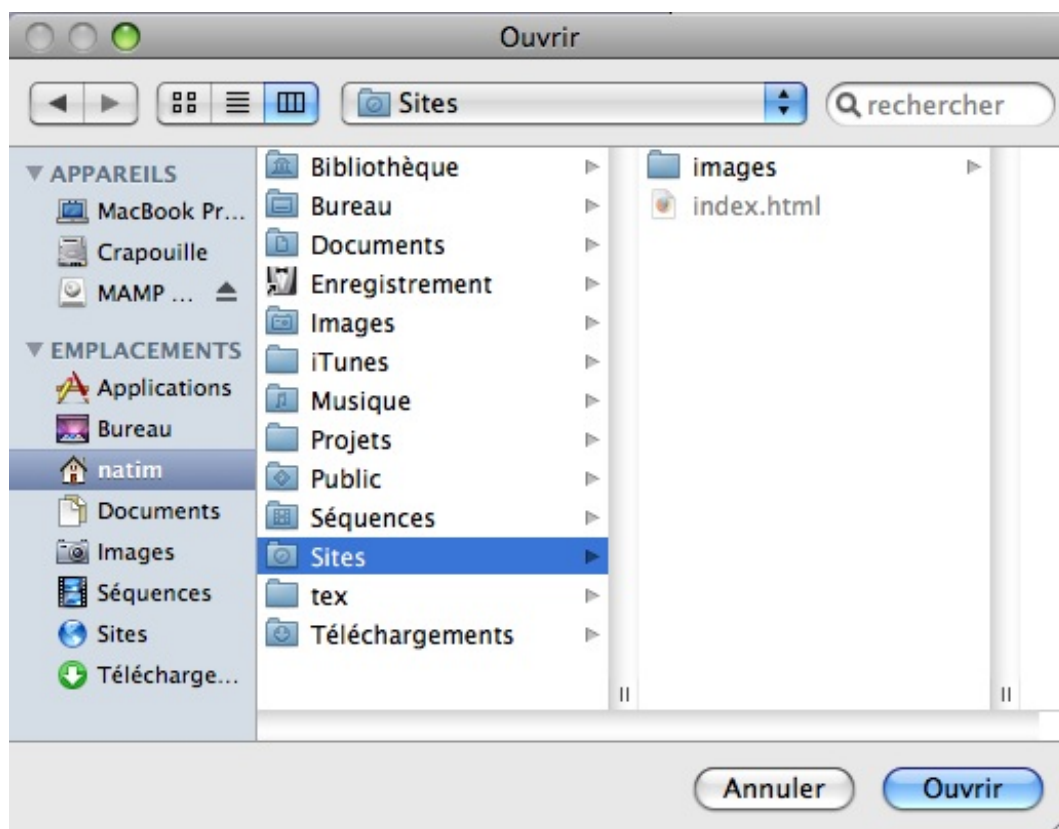 Ouvrir
Sites
rechercher
APPAREILS
MacBook Pr...
Crapouille
MAMP ...
EMPLACEMENTS
Applications
Bureau
natim
Documents
Images
Séquences
Sites
Télécharge...
Bibliothèque
Bureau
Documents
Enregistrement
Images
iTunes
Musique
Projets
Public
Séquences
Sites
tex
Téléchargements
images
index.html
Annuler
Ouvrir